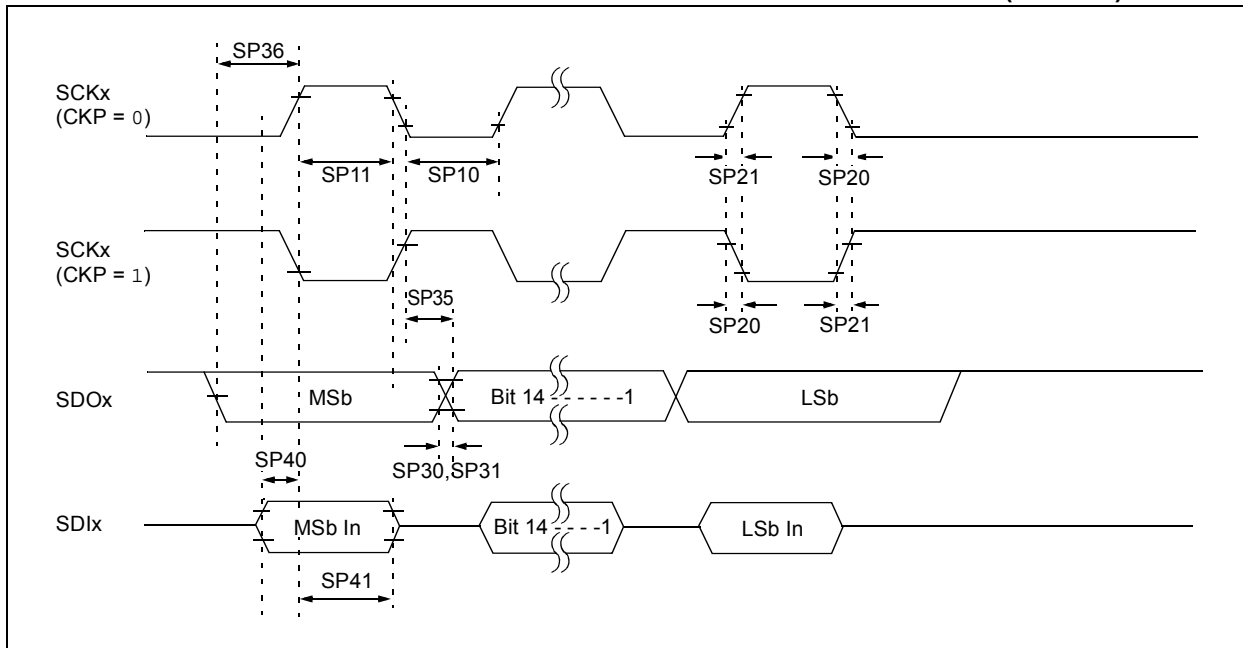 SP36
SCKx
(CKP = 0)
SP11
SP10
SP21
SP20
SCKx
(CKP = 1)
SP35
SP20
SP21
SDOx
MSb
Bit 14 - - - - - -1
LSb
SP40
SP30,SP31
SDIx
MSb In
Bit 14 - - - -1
LSb In
SP41